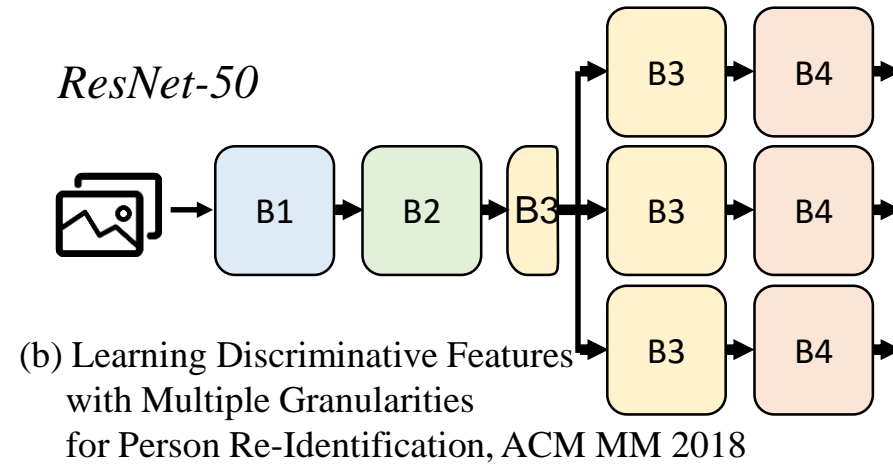 ResNet-50
B1
B2
B3
B3
B4
B3
B4
B3
B4
(b) Learning Discriminative Features
with Multiple Granularities
for Person Re-Identification, ACM MM 2018